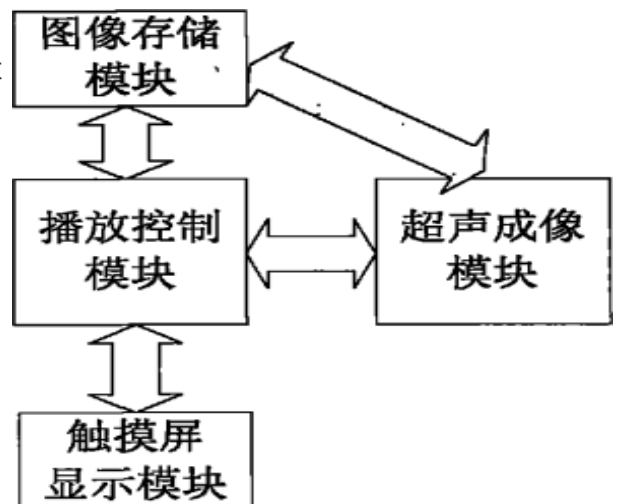 图像存储
模块
播放控制
模块
超声成像
模块
触摸屏
显示模块